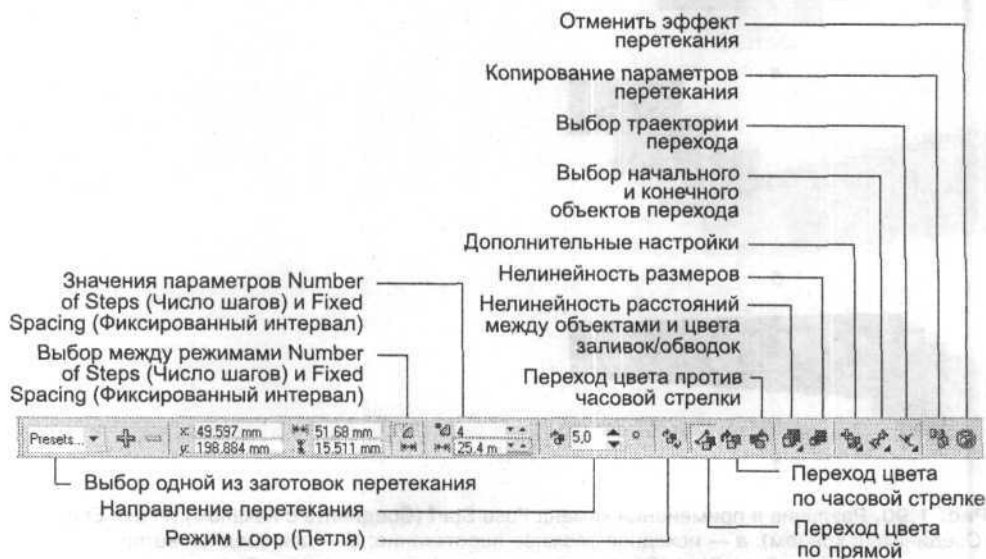 Отменить эффект
перетекания
Копирование параметров
перетекания
Выбор траектории
перехода
Выбор начального
и конечного
объектов перехода
Дополнительные настройки
Значения параметров Number
of Steps (Число шагов) и Fixed
Spacing (Фиксированный интервал)
Нелинейность размеров
Нелинейность расстояний
между объектами и цвета
заливок/обводок
Выбор между режимами Number
of Steps (Число шагов) и Fixed
Spacing (Фиксированный интервал)
Переход цвета против
часовой стрелки
Presets... x: 49.597 mm 51.68 mm 4 5,0 °
y: 198.884 mm 15.511 mm 25.4 m
Выбор одной из заготовок перетекания
Направление перетекания
Режим Loop (Петля)
Переход цвета
по часовой стрелке
Переход цвета
по прямой